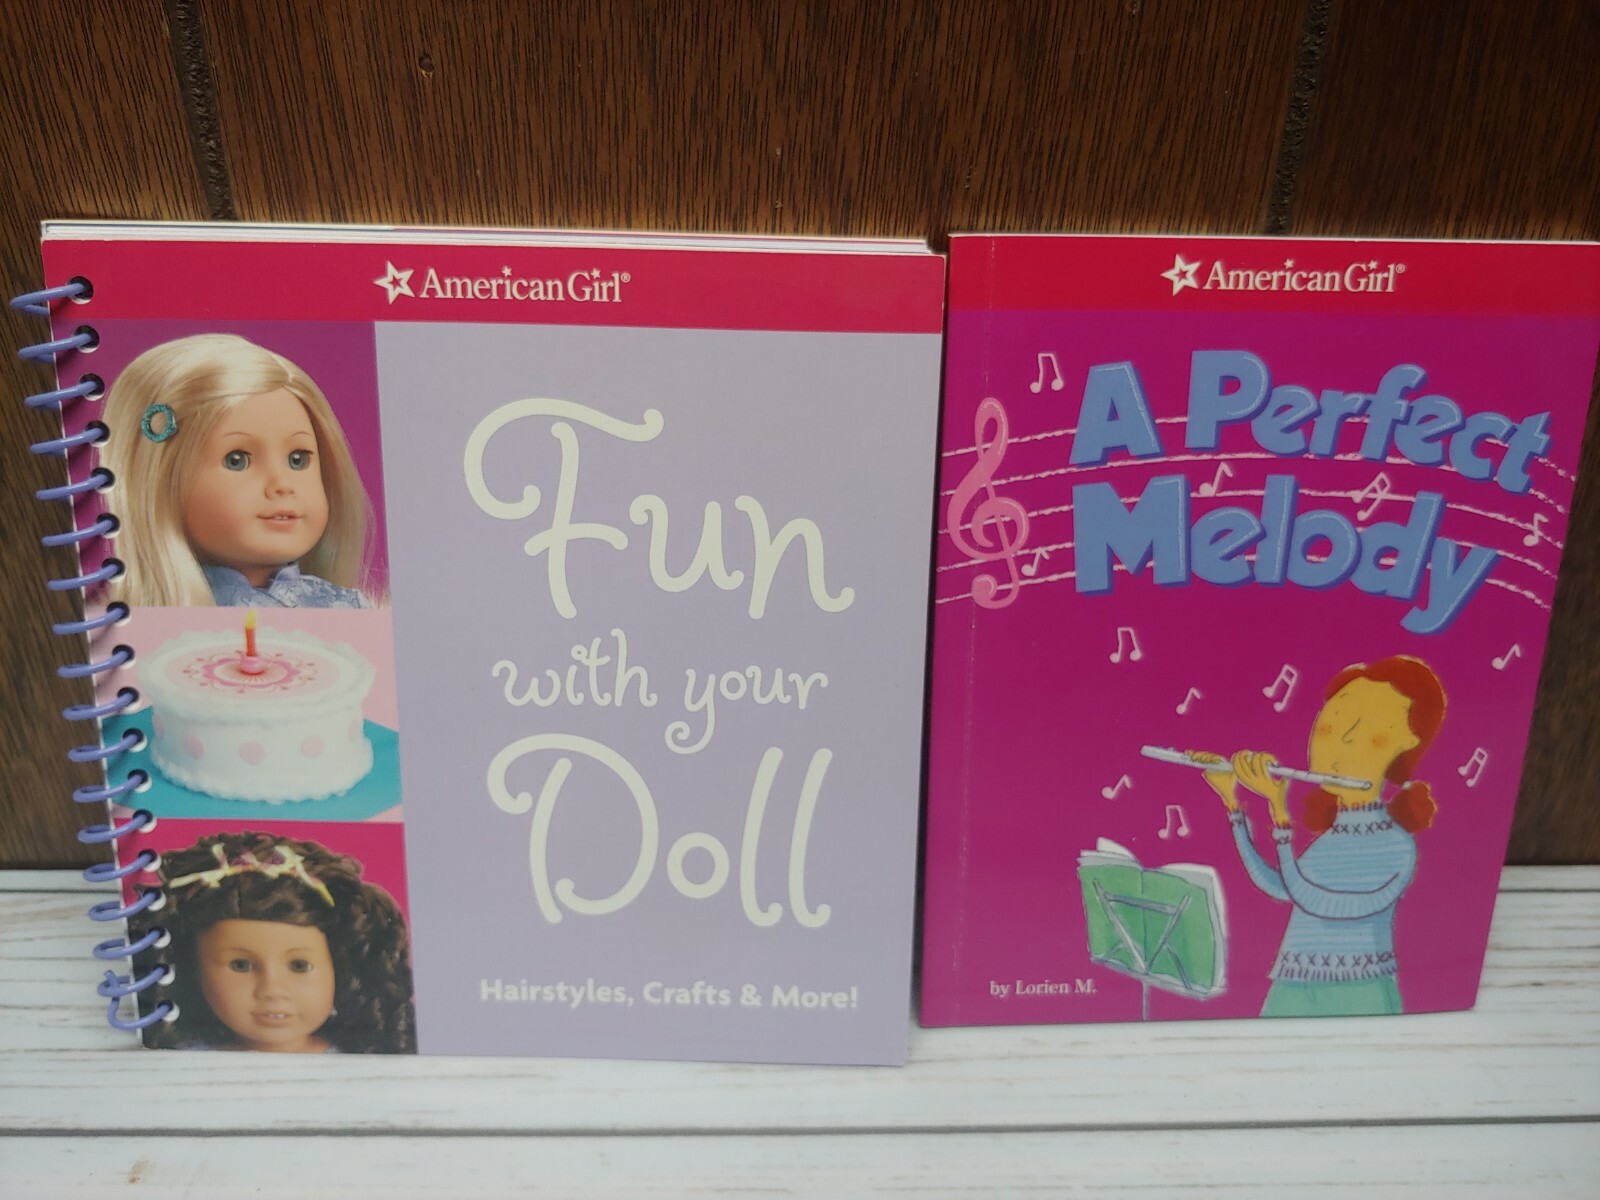 American Girl®
Fun
with your
Doll
Hairstyles, Crafts & More!
American Girl®
A Perfect
Melody
by Lorien M.